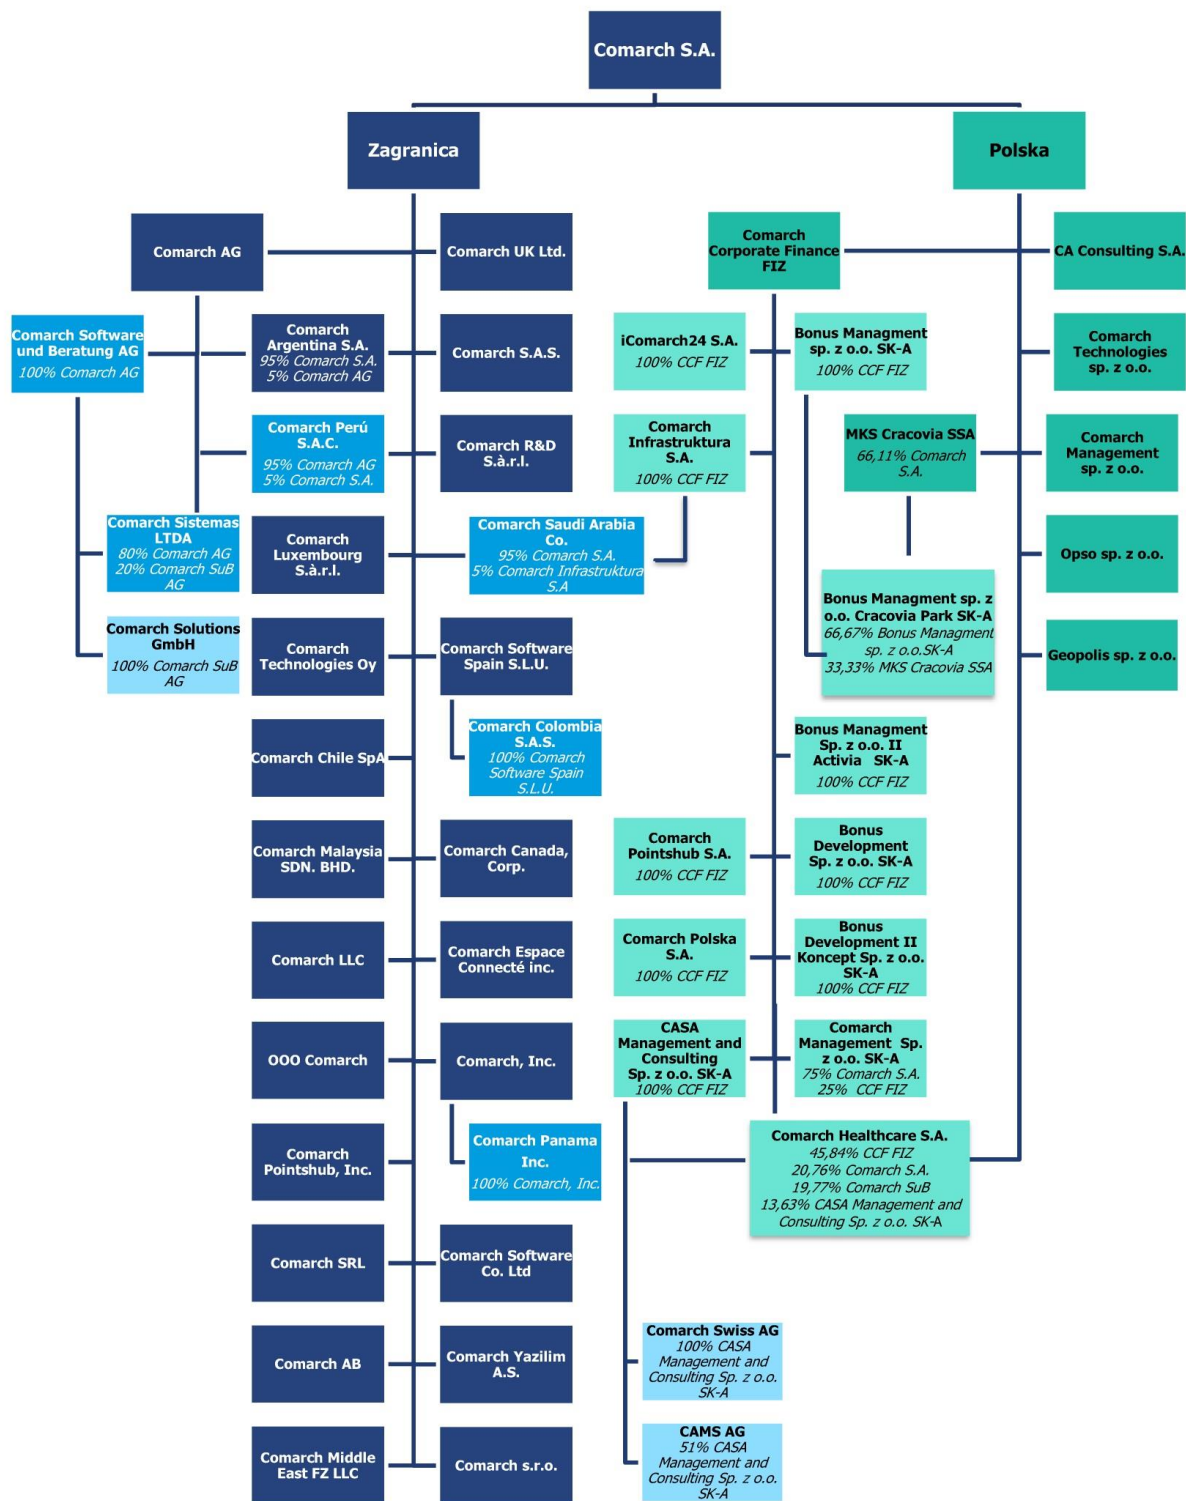 Comarch S.A.
Zagranica
Polska
Comarch AG
Comarch UK Ltd.
Comarch
Corporate Finance
FIZ
CA Consulting S.A.
Comarch Software
und Beratung AG
100% Comarch AG
Comarch
Argentina S.A.
95% Comarch S.A.
5% Comarch AG
Comarch S.A.S.
iComarch24 S.A.
100% CCF FIZ
Bonus Managment
sp. z o.o. SK-A
100% CCF FIZ
Comarch
Technologies
sp. z o.o.
Comarch Perú
S.A.C.
95% Comarch AG
5% Comarch S.A.
Comarch R&D
S.à.r.l.
Comarch
Infrastruktura
S.A.
100% CCF FIZ
MKS Cracovia SSA
66,11% Comarch
S.A.
Comarch
Management
sp. z o.o.
Comarch Sistemas
LTDA
80% Comarch AG
20% Comarch SuB
AG
Comarch
Luxembourg
S.à.r.l.
Comarch Saudi Arabia
Co.
95% Comarch S.A.
5% Comarch Infrastruktura
S.A
Opso sp. z o.o.
Comarch Solutions
GmbH
100% Comarch SuB
AG
Comarch
Technologies Oy
Comarch Software
Spain S.L.U.
Bonus Managment sp. z
o.o. Cracovia Park SK-A
66,67% Bonus Managment
sp. z o.o.SK-A
33,33% MKS Cracovia SSA
Geopolis sp. z o.o.
Comarch Chile SpA
Comarch Colombia
S.A.S.
100% Comarch
Software Spain
S.L.U.
Bonus Managment
Sp. z o.o. II
Activia SK-A
100% CCF FIZ
Comarch Malaysia
SDN. BHD.
Comarch Canada,
Corp.
Comarch
Pointshub S.A.
100% CCF FIZ
Bonus
Development
Sp. z o.o. SK-A
100% CCF FIZ
Comarch LLC
Comarch Espace
Connecté inc.
Comarch Polska
S.A.
100% CCF FIZ
Bonus
Development II
Koncept Sp. z o.o.
SK-A
100% CCF FIZ
OOO Comarch
Comarch, Inc.
CASA
Management and
Consulting
Sp. z o.o. SK-A
100% CCF FIZ
Comarch
Management Sp.
z o.o. SK-A
75% Comarch S.A.
25% CCF FIZ
Comarch
Pointshub, Inc.
Comarch Panama
Inc.
100% Comarch, Inc.
Comarch Healthcare S.A.
45,84% CCF FIZ
20,76% Comarch S.A.
19,77% Comarch SuB
13,63% CASA Management and
Consulting Sp. z o.o. SK-A
Comarch SRL
Comarch Software
Co. Ltd
Comarch AB
Comarch Yazilim
A.S.
Comarch Swiss AG
100% CASA
Management and
Consulting Sp. z o.o.
SK-A
Comarch Middle
East FZ LLC
Comarch s.r.o.
CAMS AG
51% CASA
Management and
Consulting Sp. z o.o.
SK-A